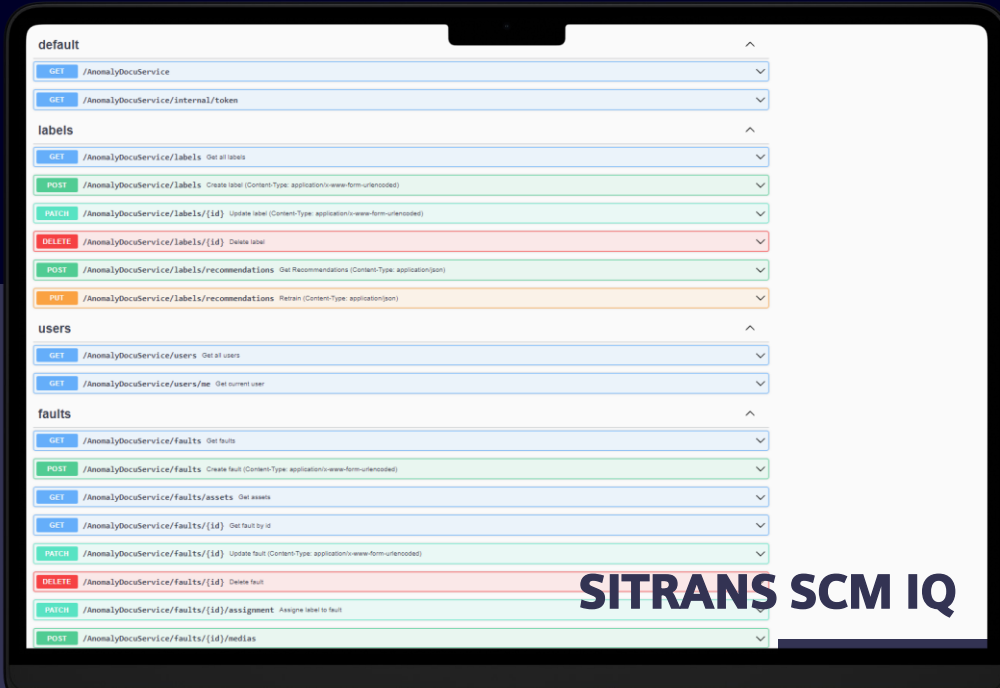 default
GET /AnomalyDocuService
GET /AnomalyDocuService/internal/token
labels
GET /AnomalyDocuService/labels Get all labels
POST /AnomalyDocuService/labels Create label (Content-Type: application/x-www-form-urlencoded)
PATCH /AnomalyDocuService/labels/{id} Update label (Content-Type: application/x-www-form-urlencoded)
DELETE /AnomalyDocuService/labels/{id} Delete label
POST /AnomalyDocuService/labels/recommendations Get Recommendations (Content-Type: application/json)
PUT /AnomalyDocuService/labels/recommendations Retrain (Content-Type: application/json)
users
GET /AnomalyDocuService/users Get all users
GET /AnomalyDocuService/users/me Get current user
faults
GET /AnomalyDocuService/faults Get faults
POST /AnomalyDocuService/faults Create fault (Content-Type: application/x-www-form-urlencoded)
GET /AnomalyDocuService/faults/assets Get assets
GET /AnomalyDocuService/faults/{id} Get fault by id
PATCH /AnomalyDocuService/faults/{id} Update fault (Content-Type: application/x-www-form-urlencoded)
DELETE /AnomalyDocuService/faults/{id} Delete fault
PATCH /AnomalyDocuService/faults/{id}/assignment Assigne label to fault
POST /AnomalyDocuService/faults/{id}/medias
SITRANS SCM IQ